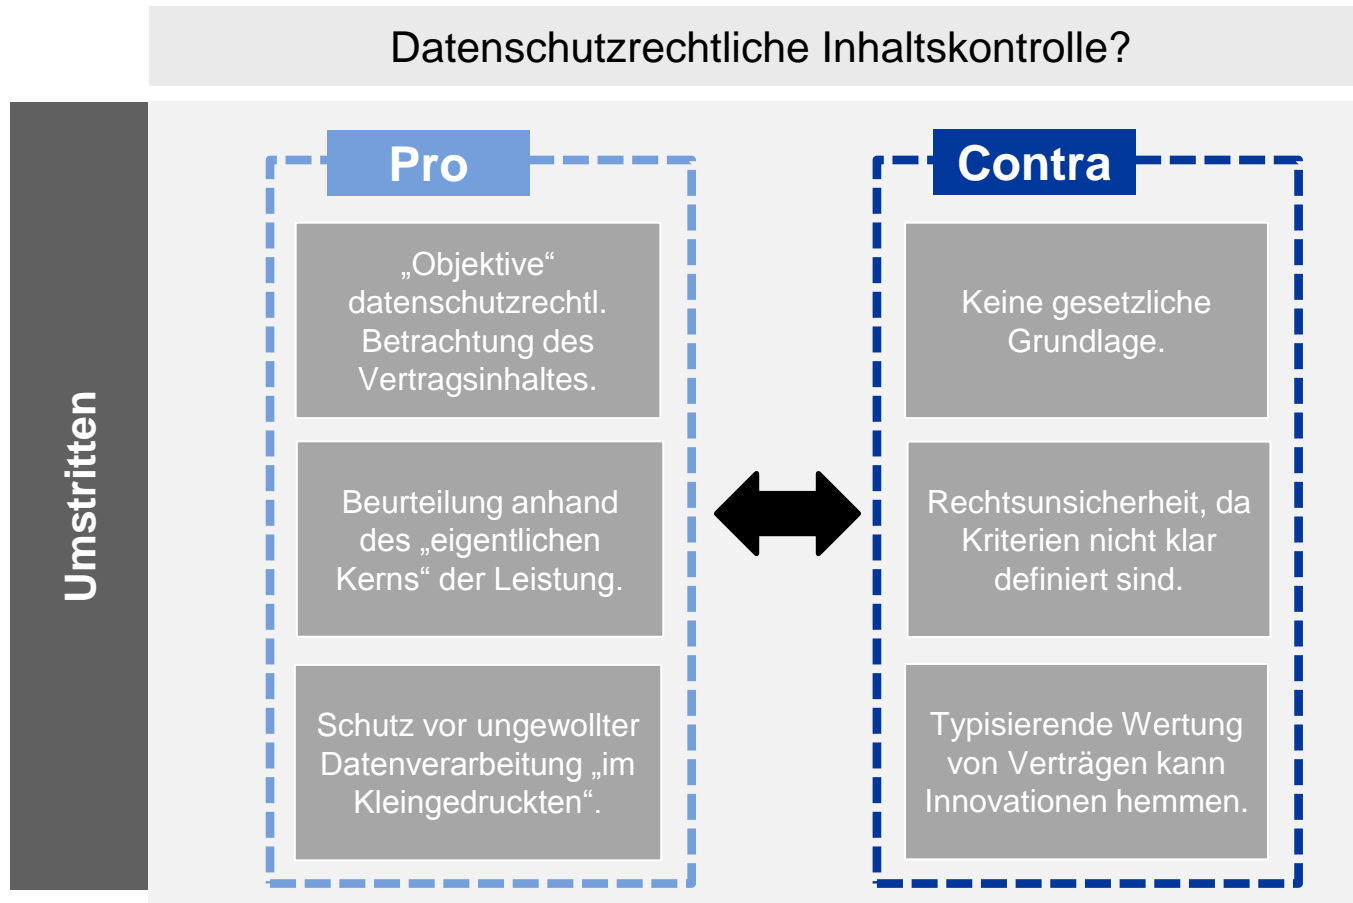 Datenschutzrechtliche Inhaltskontrolle?
Umstritten
Pro
„Objektive“
datenschutzrechtl.
Betrachtung des
Vertragsinhaltes.
Beurteilung anhand
des „eigentlichen
Kerns“ der Leistung.
Schutz vor ungewollter
Datenverarbeitung „im
Kleingedruckten“.
Contra
Keine gesetzliche
Grundlage.
Rechtsunsicherheit, da
Kriterien nicht klar
definiert sind.
Typisierende Wertung
von Verträgen kann
Innovationen hemmen.